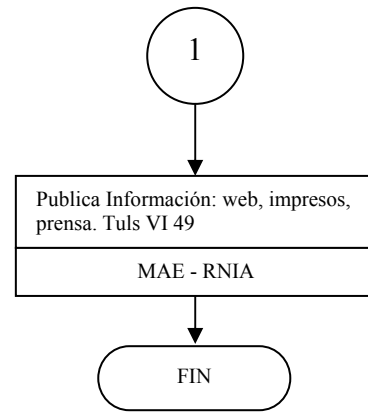 1
Publica Información: web, impresos,
prensa. Tuls VI 49
MAE - RNIA
FIN